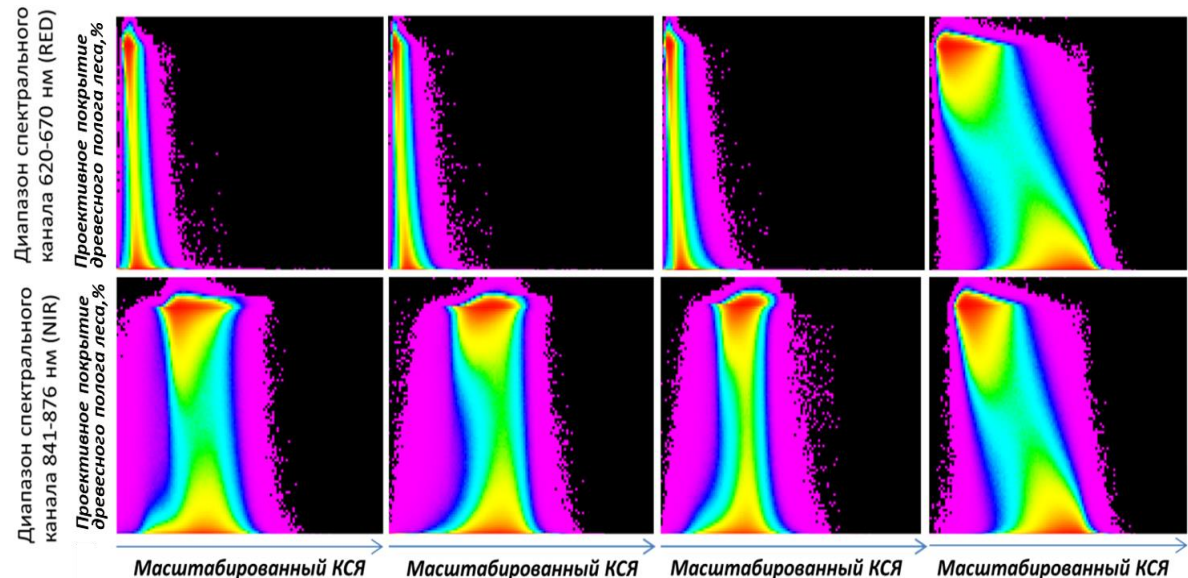 Диапазон спектрального
канала 620-670 нм (RED)
Проективное покрытие
древесного полога леса,%
Диапазон спектрального
канала 841-876 нм (NIR)
Проективное покрытие
древесного полога леса,%
Масштабированный КСЯ
Масштабированный КСЯ
Масштабированный КСЯ
Масштабированный КСЯ